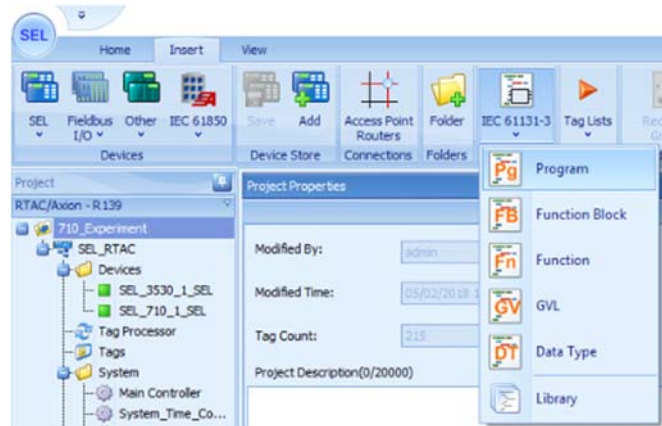 SEL
Home Insert View
SEL Fieldbus I/O Other IEC 61850 Save Add Access Point Routers Folder IEC 61131-3 Tag Lists
Devices Device Store Connections Folders
Project
RTAC/Axion - R139
710_Experiment
SEL_RTAC
Devices
SEL_3530_1_SEL
SEL_710_1_SEL
Tag Processor
Tags
System
Main Controller
System_Time_Co...
Project Properties
Modified By: admin
Modified Time: 05/02/2018 1
Tag Count: 215
Project Description(0/20000)
Pg Program
FB Function Block
Fn Function
GV GVL
DT Data Type
Library